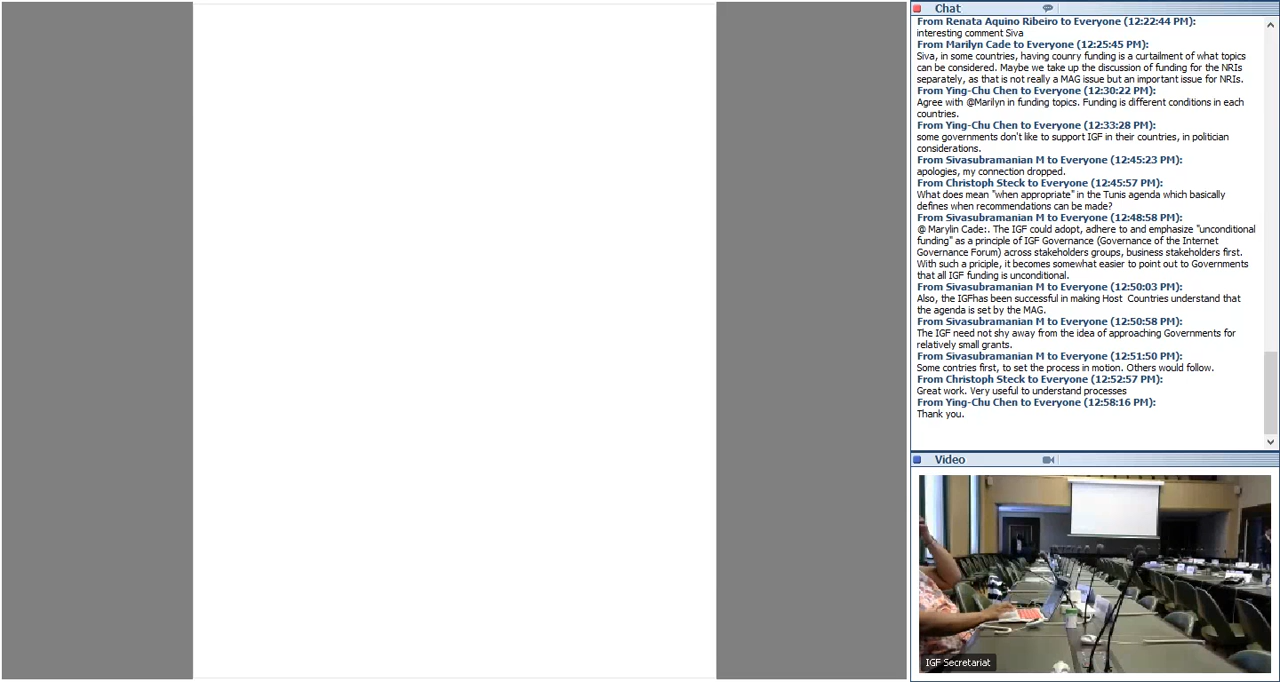 Chat
From Renata Aquino Ribeiro to Everyone (12:22:44 PM):
interesting comment Siva
From Marilyn Cade to Everyone (12:25:45 PM):
Siva, in some countries, having counry funding is a curtailment of what topics
can be considered. Maybe we take up the discussion of funding for the NRIs
separately, as that is not really a MAG issue but an important issue for NRIs.
From Ying-Chu Chen to Everyone (12:30:22 PM):
Agree with @Marilyn in funding topics. Funding is different conditions in each
countries.
From Ying-Chu Chen to Everyone (12:33:28 PM):
some governments don't like to support IGF in their countries, in politician
considerations.
From Sivasubramanian M to Everyone (12:45:23 PM):
apologies, my connection dropped.
From Christoph Steck to Everyone (12:45:57 PM):
What does mean "when appropriate" in the Tunis agenda which basically
defines when recommendations can be made?
From Sivasubramanian M to Everyone (12:48:58 PM):
@ Marylin Cade:. The IGF could adopt, adhere to and emphasize "unconditional
funding" as a principle of IGF Governance (Governance of the Internet
Governance Forum) across stakeholders groups, business stakeholders first.
With such a priciple, it becomes somewhat easier to point out to Governments
that all IGF funding is unconditional.
From Sivasubramanian M to Everyone (12:50:03 PM):
Also, the IGFhas been successful in making Host Countries understand that
the agenda is set by the MAG.
From Sivasubramanian M to Everyone (12:50:58 PM):
The IGF need not shy away from the idea of approaching Governments for
relatively small grants.
From Sivasubramanian M to Everyone (12:51:50 PM):
Some contries first, to set the process in motion. Others would follow.
From Christoph Steck to Everyone (12:52:57 PM):
Great work. Very useful to understand processes
From Ying-Chu Chen to Everyone (12:58:16 PM):
Thank you.
Video
IGF Secretariat